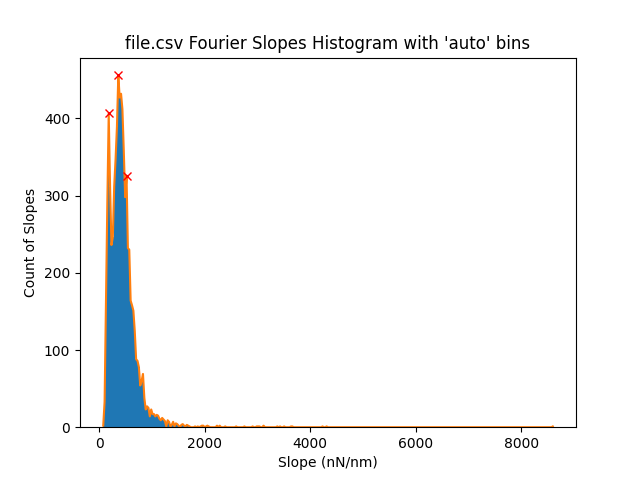 file.csv Fourier Slopes Histogram with 'auto' bins
400
300
200
100
0
Count of Slopes
0 2000 4000 6000 8000
Slope (nN/nm)